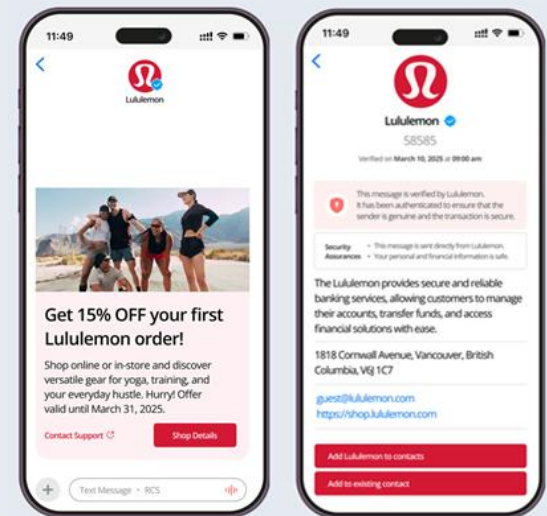 11:49
Lululemon
Get 15% OFF your first
Lululemon order!
Shop online or in-store and discover
versatile gear for yoga, training, and
your everyday hustle. Hurry! Offer
valid until March 31, 2025.
Contact Support
Shop Details
Text Message • RCS
11:49
Lululemon
58585
Verified on March 10, 2025 at 09:00 am
This message is verified by Lululemon.
It has been authenticated to ensure that the
sender is genuine and the transaction is secure.
Security Assurances
• This message is sent directly from Lululemon.
• Your personal and financial information is safe.
The Lululemon provides secure and reliable
banking services, allowing customers to manage
their accounts, transfer funds, and access
financial solutions with ease.
1818 Cornwall Avenue, Vancouver, British
Columbia, V6J 1C7
guest@lululemon.com
https://shop.lululemon.com
Add Lululemon to contacts
Add to existing contact